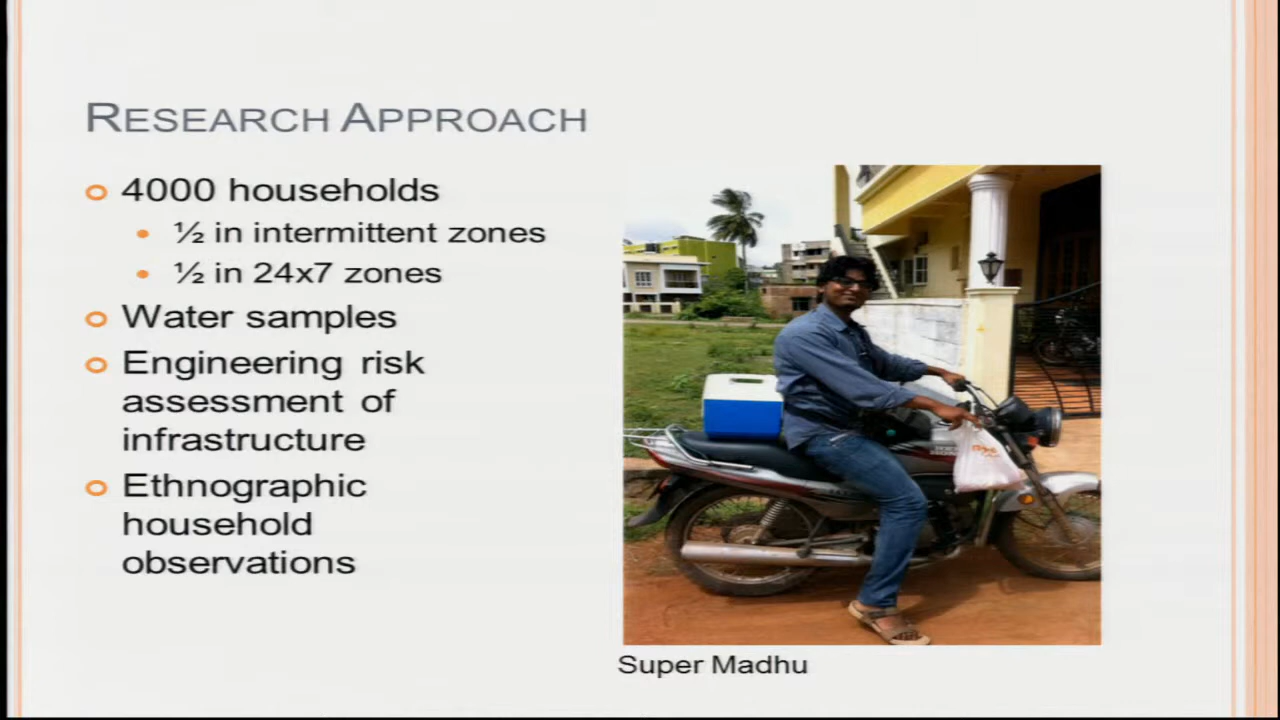 RESEARCH APPROACH
4000 households
½ in intermittent zones
½ in 24x7 zones
Water samples
Engineering risk
assessment of
infrastructure
Ethnographic
household
observations
Super Madhu